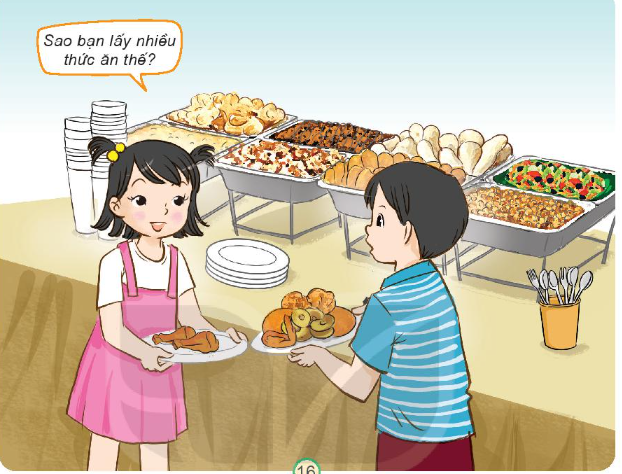 Sao bạn lấy nhiều
thức ăn thế?
16